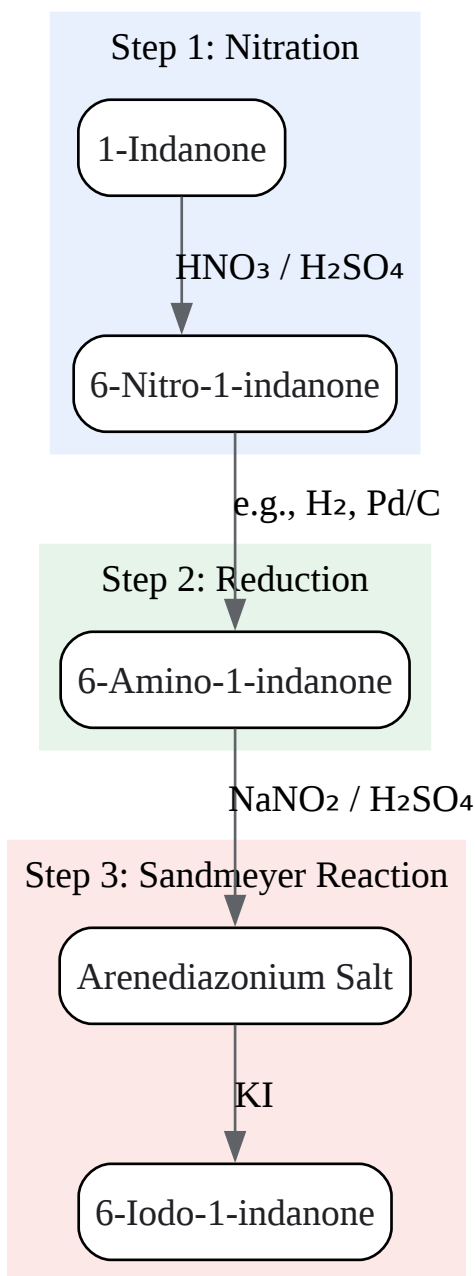 Step 1: Nitration
1-Indanone
HNO₃ / H₂SO₄
6-Nitro-1-indanone
e.g., H₂, Pd/C
Step 2: Reduction
6-Amino-1-indanone
NaNO₂ / H₂SO₄
Step 3: Sandmeyer Reaction
Arenediazonium Salt
KI
6-Iodo-1-indanone